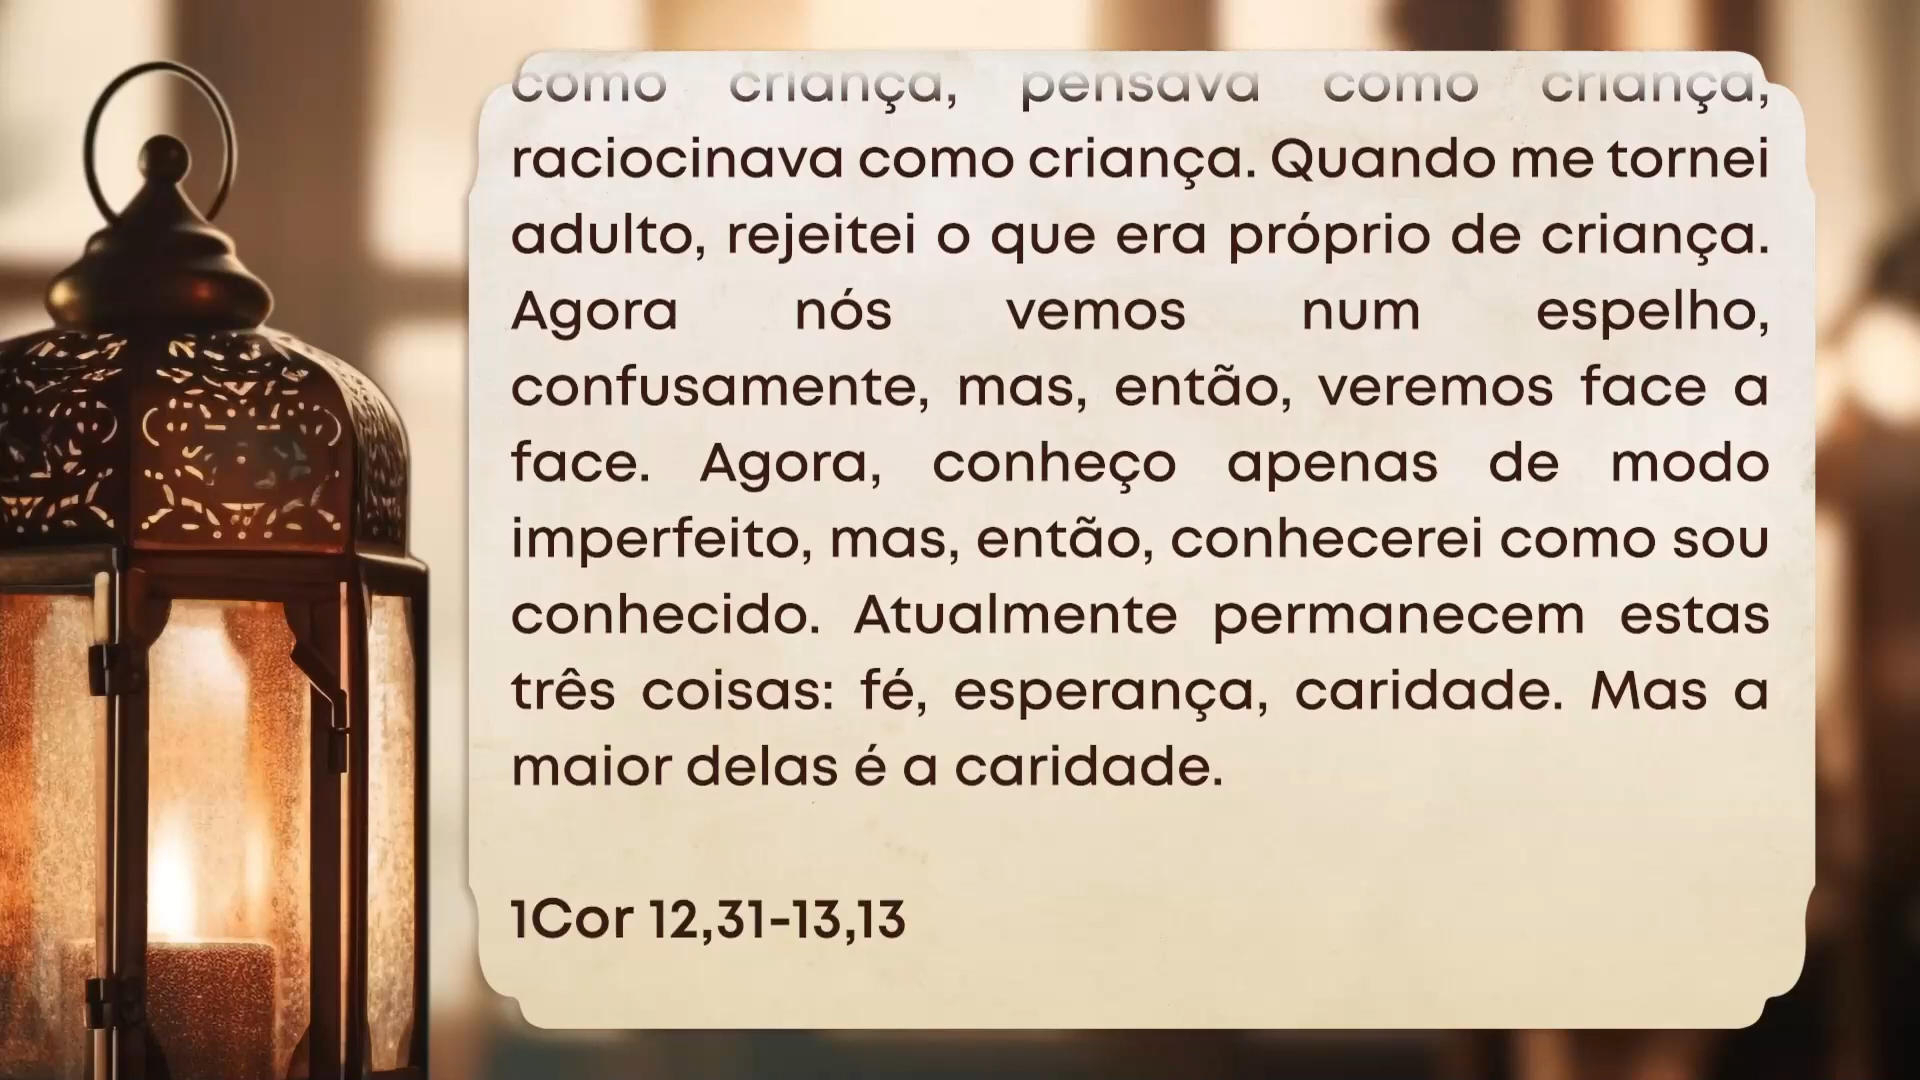 como criança, pensava como criança,
raciocinava como criança. Quando me tornei
adulto, rejeitei o que era próprio de criança.
Agora nós vemos num espelho,
confusamente, mas, então, veremos face a
face. Agora, conheço apenas de modo
imperfeito, mas, então, conhecerei como sou
conhecido. Atualmente permanecem estas
três coisas: fé, esperança, caridade. Mas a
maior delas é a caridade.
1Cor 12,31-13,13